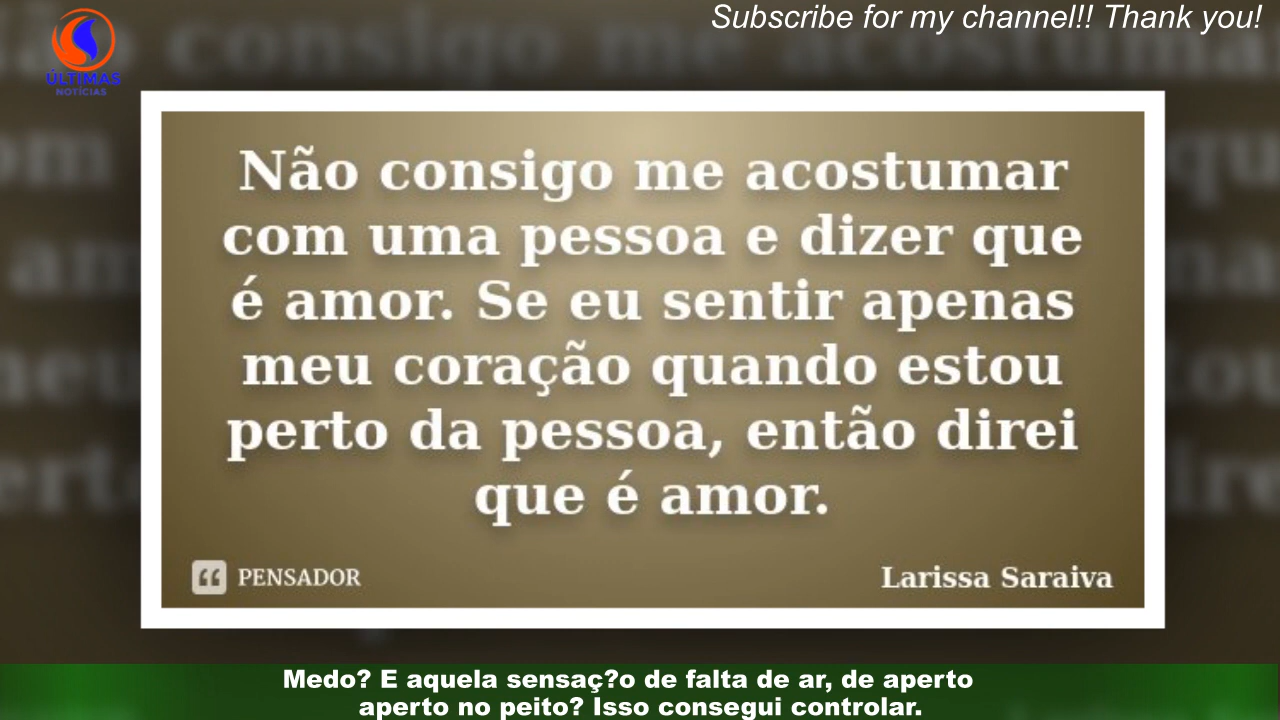 Subscribe for my channel!! Thank you!
ÚLTIMAS
NOTÍCIAS
Não consigo me acostumar
com uma pessoa e dizer que
é amor. Se eu sentir apenas
meu coração quando estou
perto da pessoa, então direi
que é amor.
PENSADOR
Larissa Saraiva
Medo? E aquela sensaç?o de falta de ar, de aperto
aperto no peito? Isso consegui controlar.